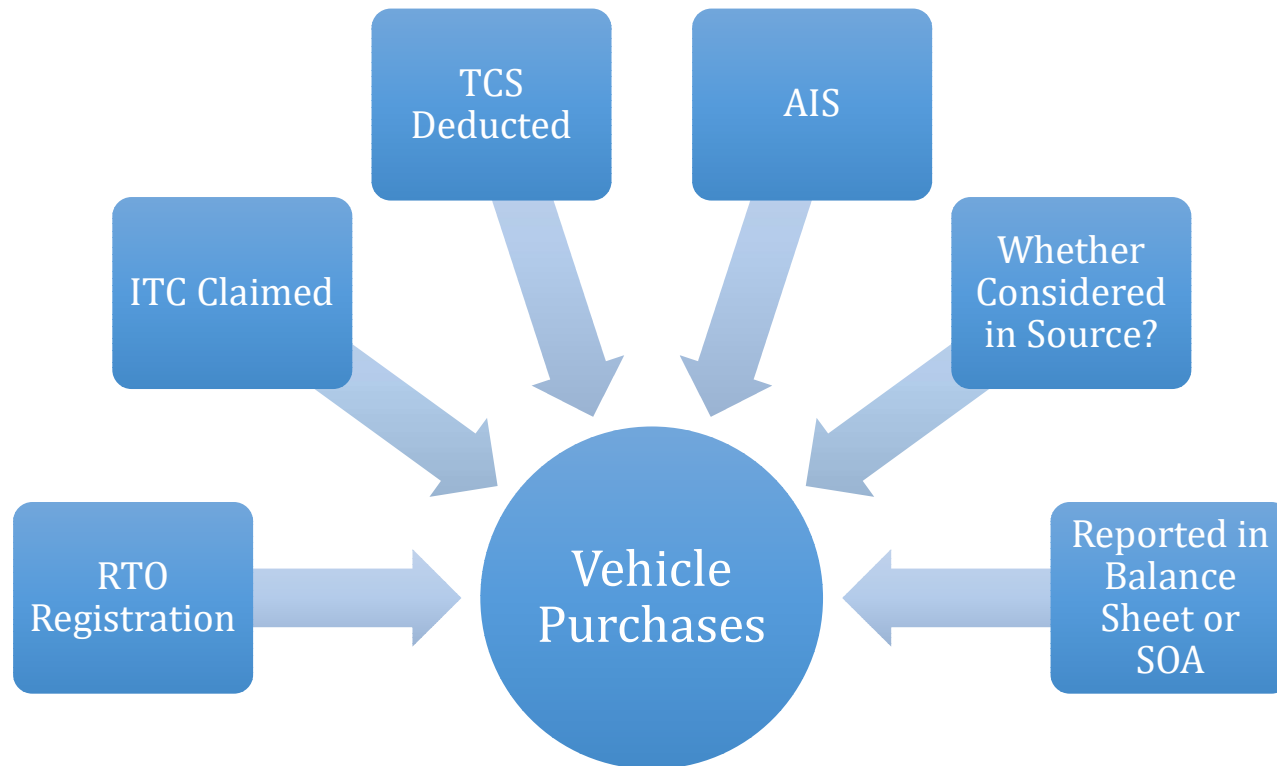 TCS
Deducted
AIS
ITC Claimed
Whether
Considered
in Source?
RTO
Registration
Vehicle
Purchases
Reported in
Balance
Sheet or
SOA